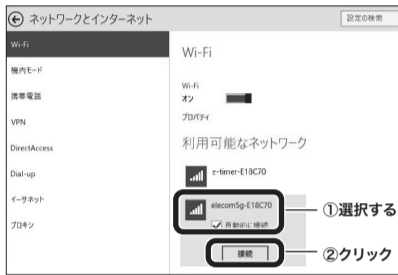 ネットワークとインターネット
設定の検索
Wi-Fi
機内モード
携帯電話
VPN
DirectAccess
Dial-up
イーサネット
プロキシ
Wi-Fi
Wi-Fi
オン
プロパティ
利用可能なネットワーク
e-timer-E18C70
elecom5g-E18C70
自動的に接続
接続
①選択する
②クリック